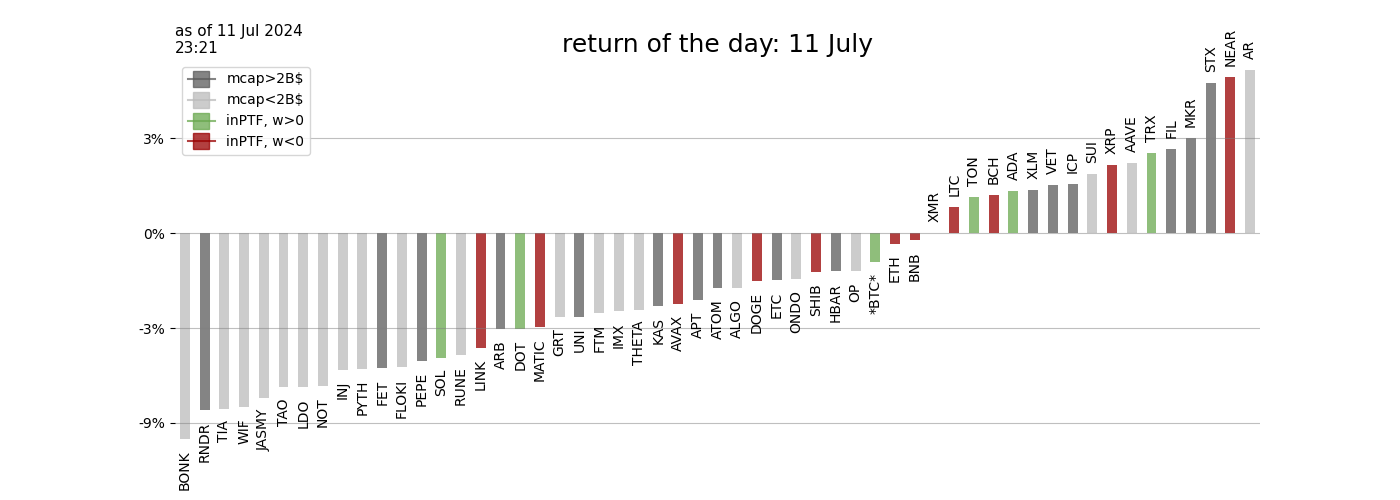 as of 11 Jul 2024
23:21
return of the day: 11 July
mcap>2B$
mcap<2B$
inPTF, w>0
inPTF, w<0
3%
0%
-3%
-9%
BONK
RNDR
TIA
WIF
JASMY
TAO
LDO
NOT
INJ
PYTH
FET
FLOKI
PEPE
SOL
RUNE
LINK
ARB
DOT
MATIC
GRT
UNI
FTM
IMX
THETA
KAS
AVAX
APT
ATOM
ALGO
DOGE
ETC
ONDO
SHIB
HBAR
OP
*BTC*
ETH
BNB
XMR
LTC
TON
BCH
ADA
XLM
VET
ICP
SUI
XRP
AAVE
TRX
FIL
MKR
STX
NEAR
AR